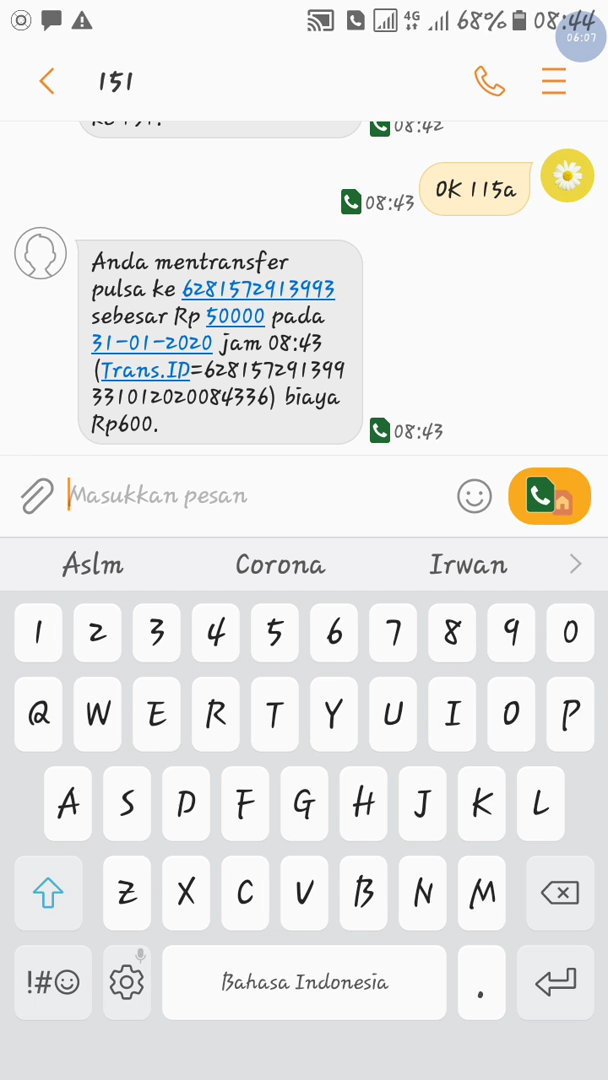 4G 68% 08:44
06:07
151
08:42
OK 115a
08:43
Anda mentransfer
pulsa ke 6281572913993
sebesar Rp 50000 pada
31-01-2020 jam 08:43
(Trans.ID=628157291399
331012020084336) biaya
Rp600.
08:43
Masukkan pesan
Aslm Corona Irwan
1 2 3 4 5 6 7 8 9 0
Q W E R T Y U I O P
A S D F G H J K L
Z X C V B N M
!#☺ Bahasa Indonesia .